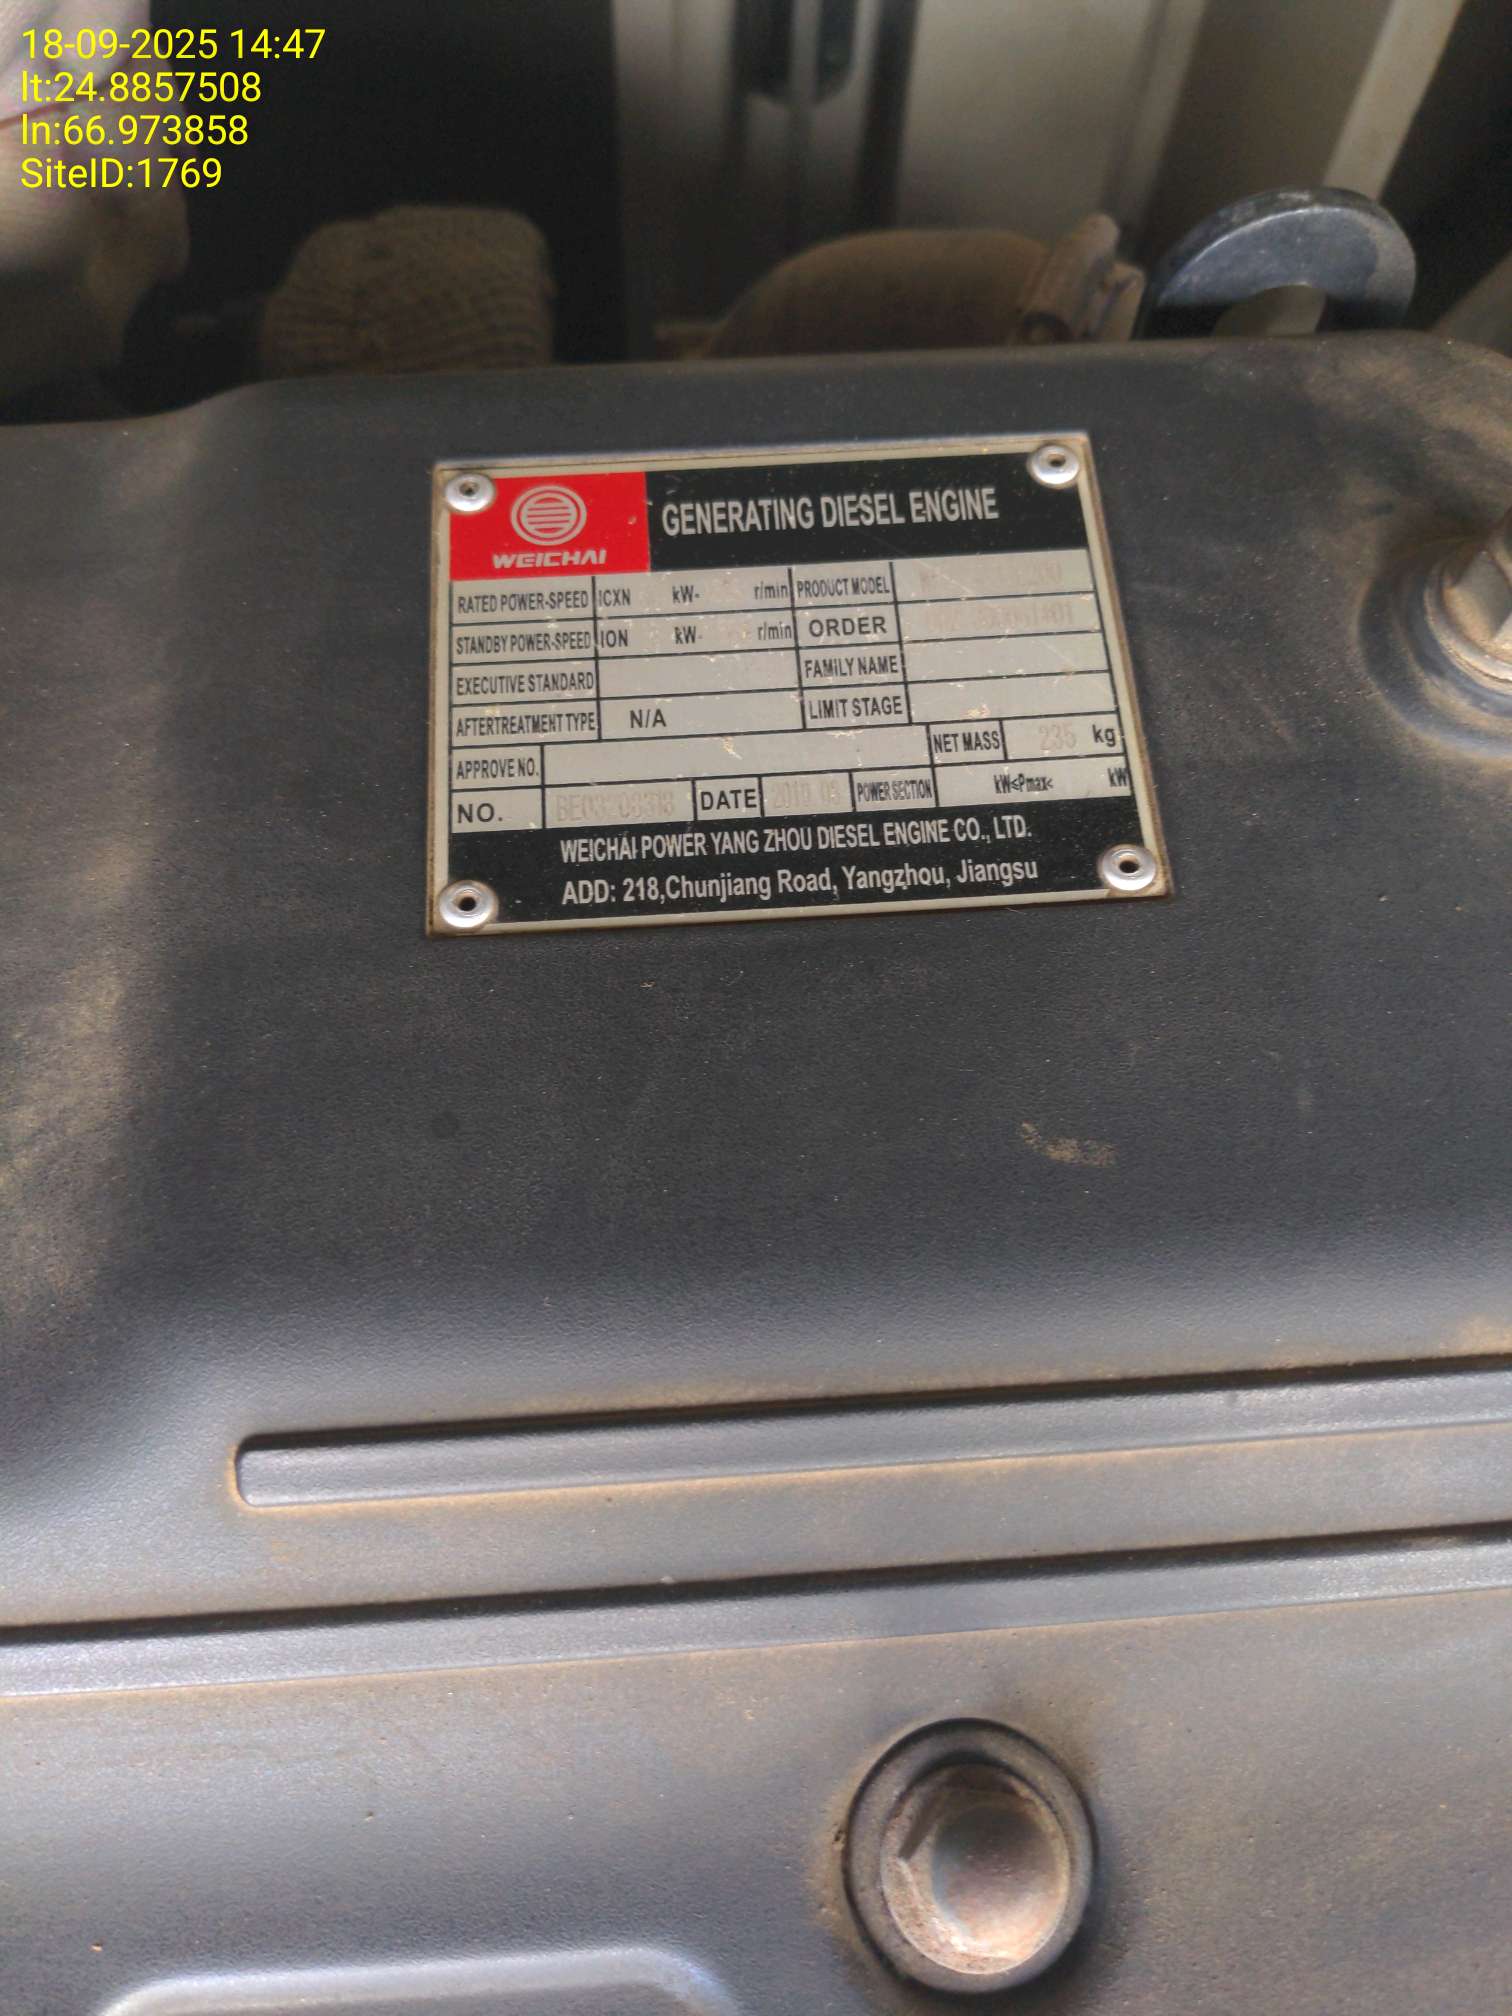 18-09-2025 14:47
lt:24.8857508
ln:66.973858
SiteID:1769
WEICHAI
GENERATING DIESEL ENGINE
RATED POWER-SPEED ICXN kW- r/min PRODUCT MODEL
STANDBY POWER-SPEED ION kW- r/min ORDER
EXECUTIVE STANDARD FAMILY NAME
AFTERTREATMENT TYPE N/A LIMIT STAGE
APPROVE NO. NET MASS 235 kg
NO. DATE POWER SECTION kW≤Pmax< kW
WEICHAI POWER YANG ZHOU DIESEL ENGINE CO., LTD.
ADD: 218,Chunjiang Road, Yangzhou, Jiangsu